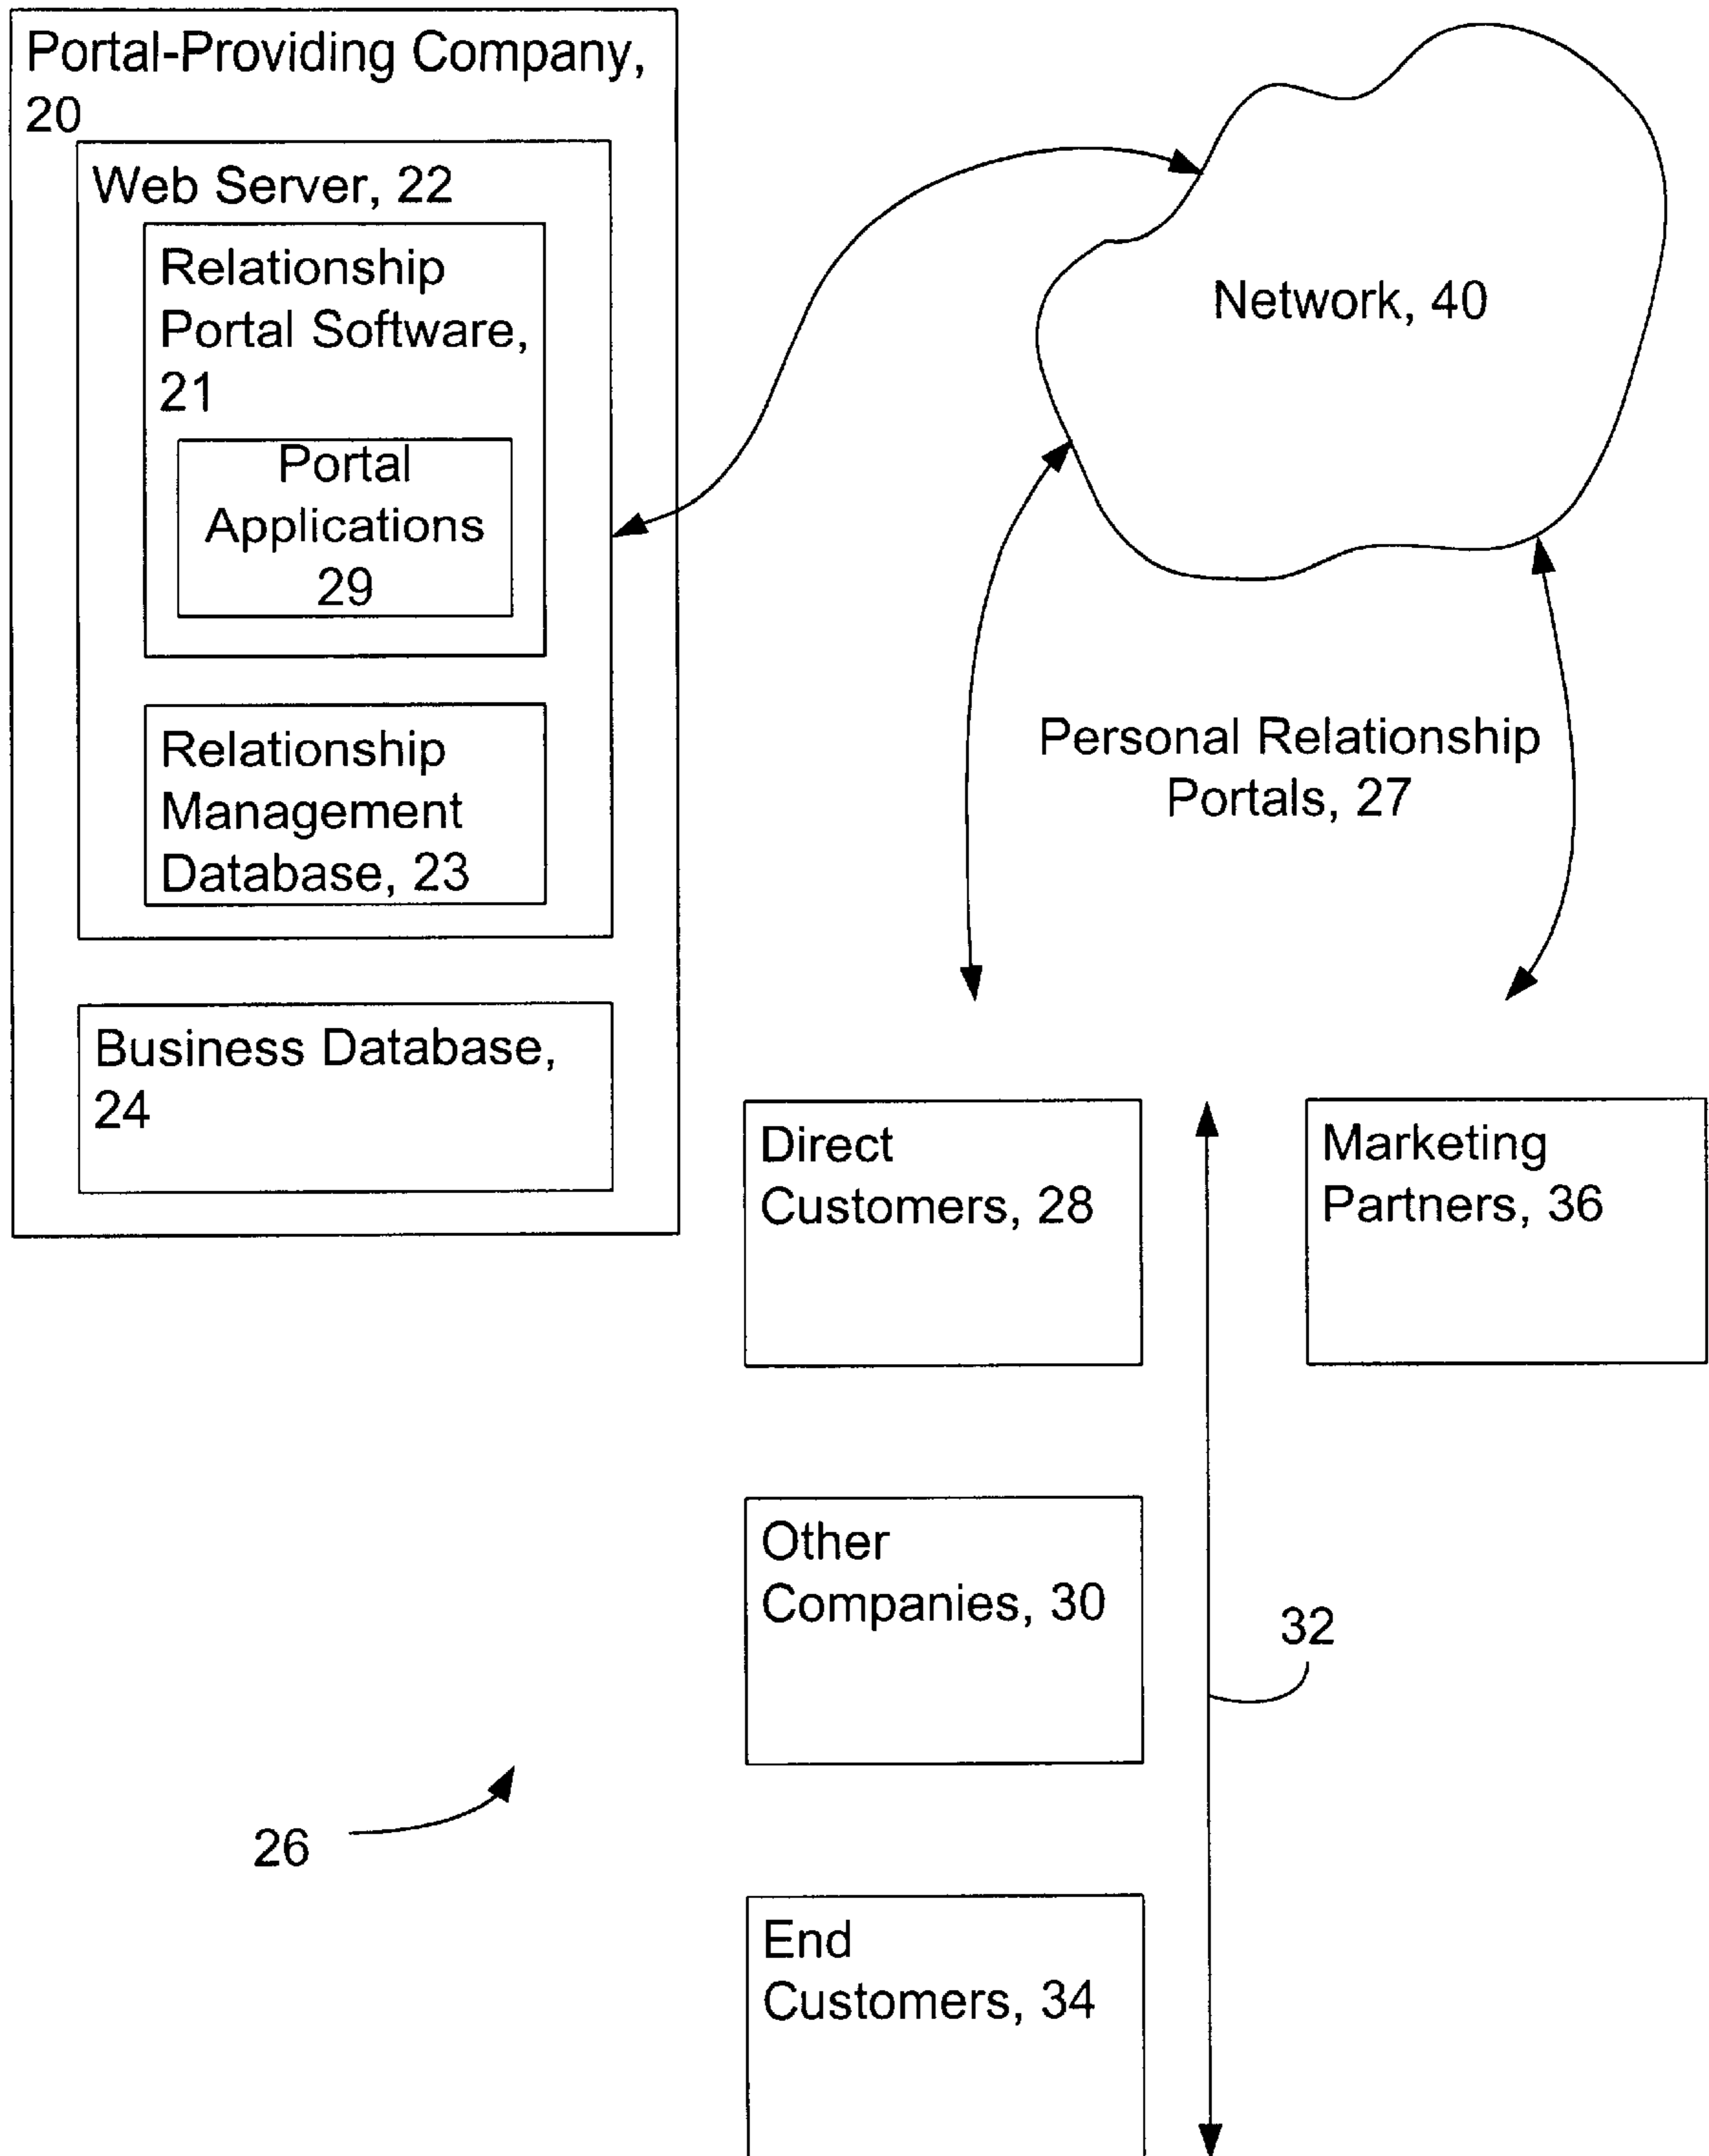 Portal-Providing Company,
20
Web Server, 22
Relationship
Portal Software,
21
Portal
Applications
29
Relationship
Management
Database, 23
Business Database,
24
Network, 40
Personal Relationship
Portals, 27
Direct
Customers, 28
Marketing
Partners, 36
Other
Companies, 30
32
26
End
Customers, 34